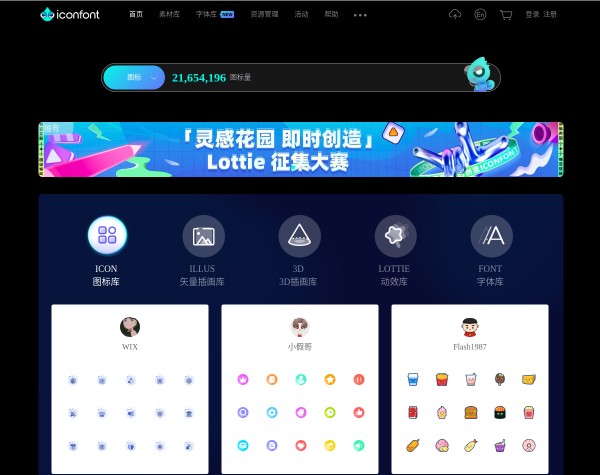 iconfont 首页 素材库 字体库 NEW 资源管理 活动 帮助 En 登录 注册
图标 21,654,196 图标量
推荐
「灵感花园 即时创造」
Lottie 征集大赛
ICONFONT
ICON ILLUS 3D LOTTIE FONT
图标库 矢量插画库 3D插画库 动效库 字体库
WIX 小假哥 Flash1987